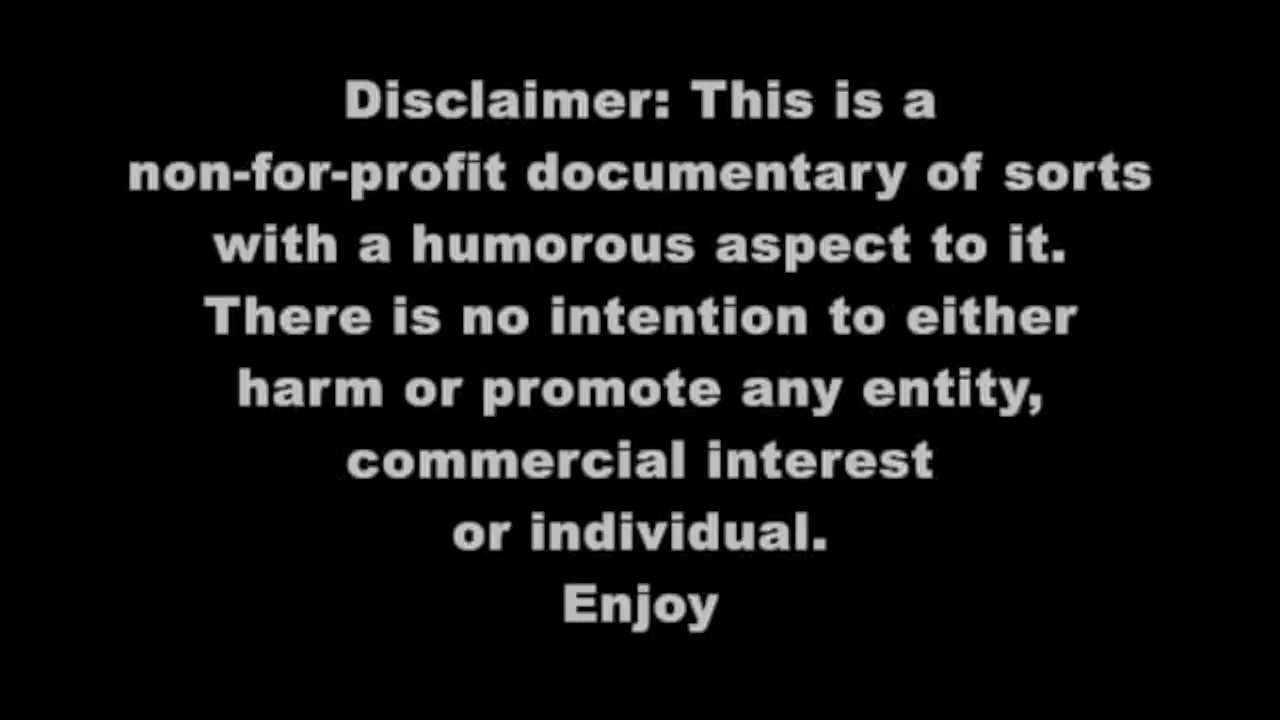 Disclaimer: This is a
non-for-profit documentary of sorts
with a humorous aspect to it.
There is no intention to either
harm or promote any entity,
commercial interest
or individual.
Enjoy